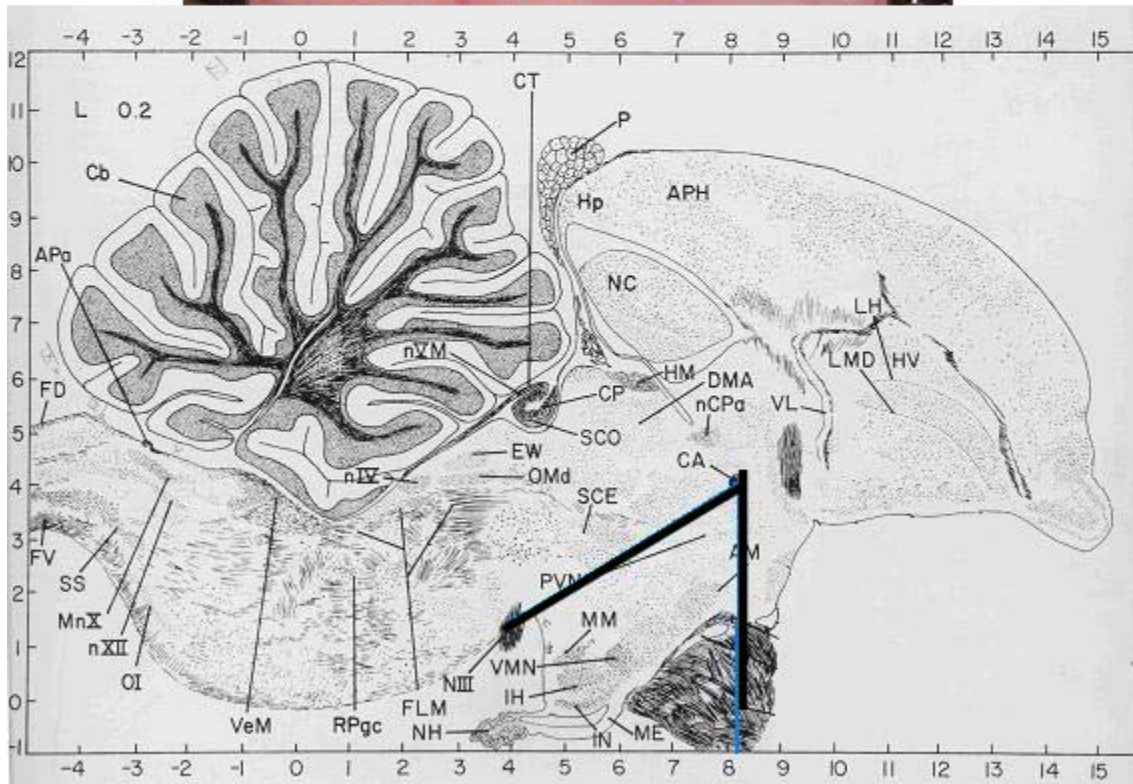 -4 -3 -2 -1 0 1 2 3 4 5 6 7 8 9 10 11 12 13 14 15
12
CT
11
L 0.2
P
10
Cb
Hp
APH
9
APa
8
NC
LH
7
nVM
LMD
HV
HM
6
DMA
FD
CP
nCPa
VL
SCO
5
EW
CA
nIV
OMd
4
SCE
FV
3
AM
SS
PVN
2
MnX
MM
nXII
1
VMN
OI
NIII
IH
0
FLM
VeM
RPgc
NH
IN
ME
-1
-4 -3 -2 -1 0 1 2 3 4 5 6 7 8 9 10 11 12 13 14 15